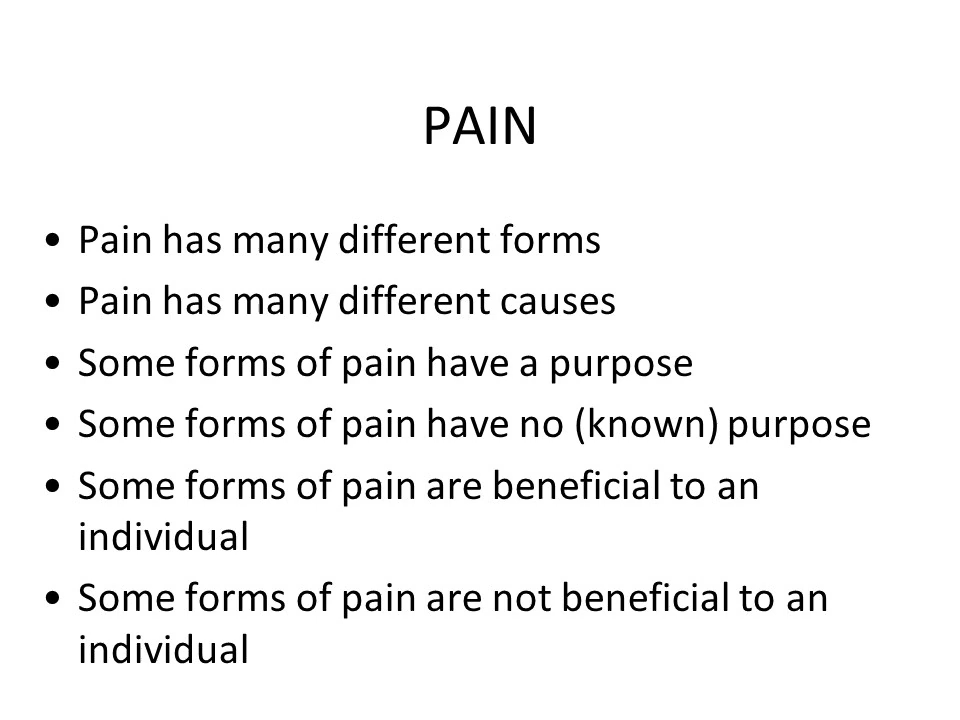 PAIN
• Pain has many different forms
• Pain has many different causes
• Some forms of pain have a purpose
• Some forms of pain have no (known) purpose
• Some forms of pain are beneficial to an
individual
• Some forms of pain are not beneficial to an
individual